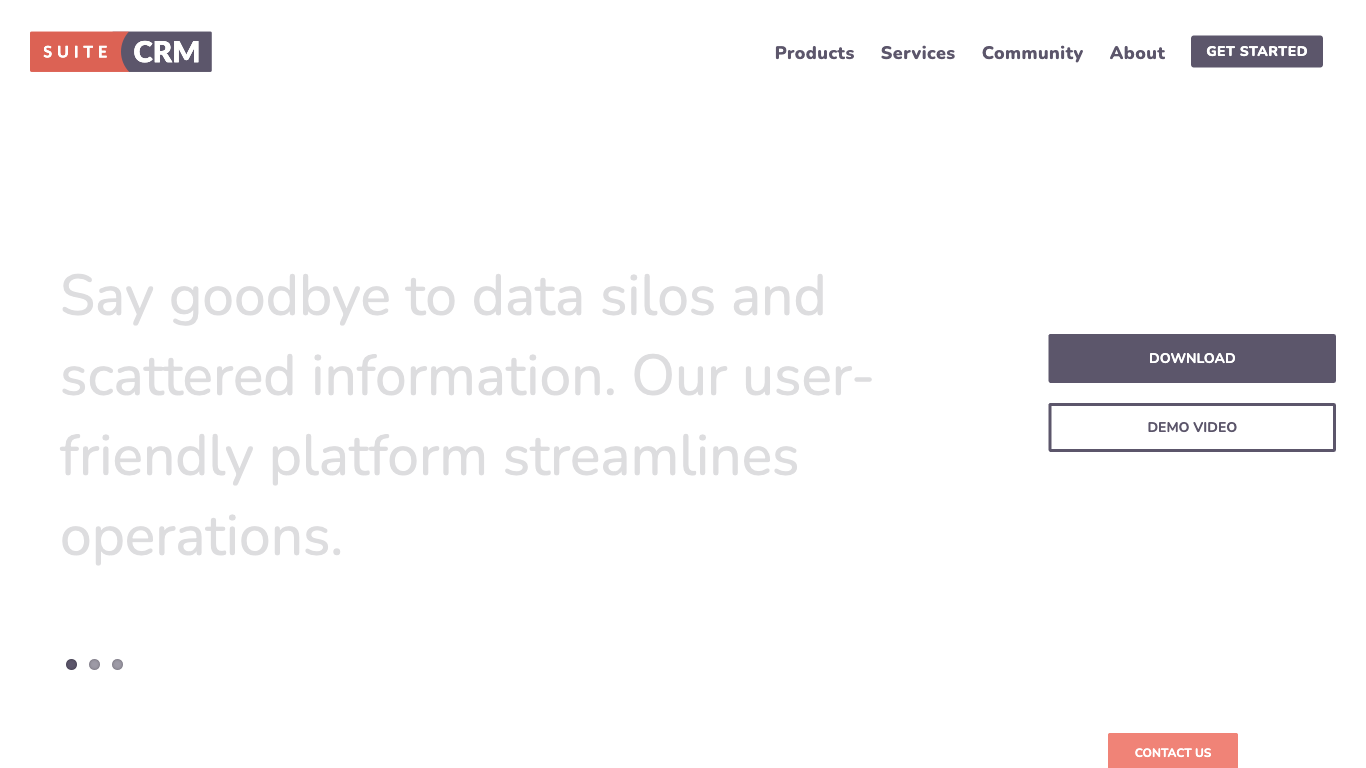 SUITE CRM
Products Services Community About GET STARTED
Say goodbye to data silos and
scattered information. Our user-
friendly platform streamlines
operations.
DOWNLOAD
DEMO VIDEO
CONTACT US